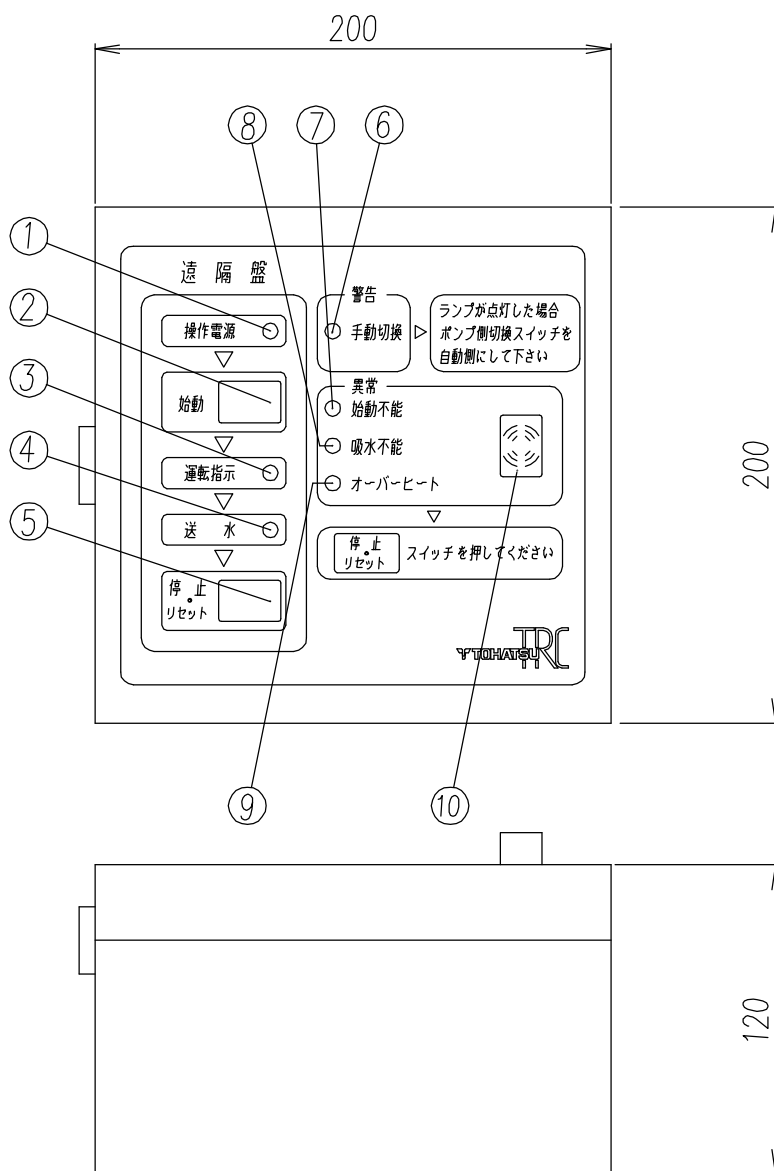 200
⑧
⑦
⑥
①
②
③
④
⑤
遠隔盤
操作電源
始動
運転指示
送水
停・止
リセット
警告
手動切換
ランプが点灯した場合
ポンプ側切換スイッチを
自動側にして下さい
異常
始動不能
吸水不能
オーバーヒート
停・止
リセット
スイッチを押してください
TOHATSU
TRC
200
⑨
⑩
120